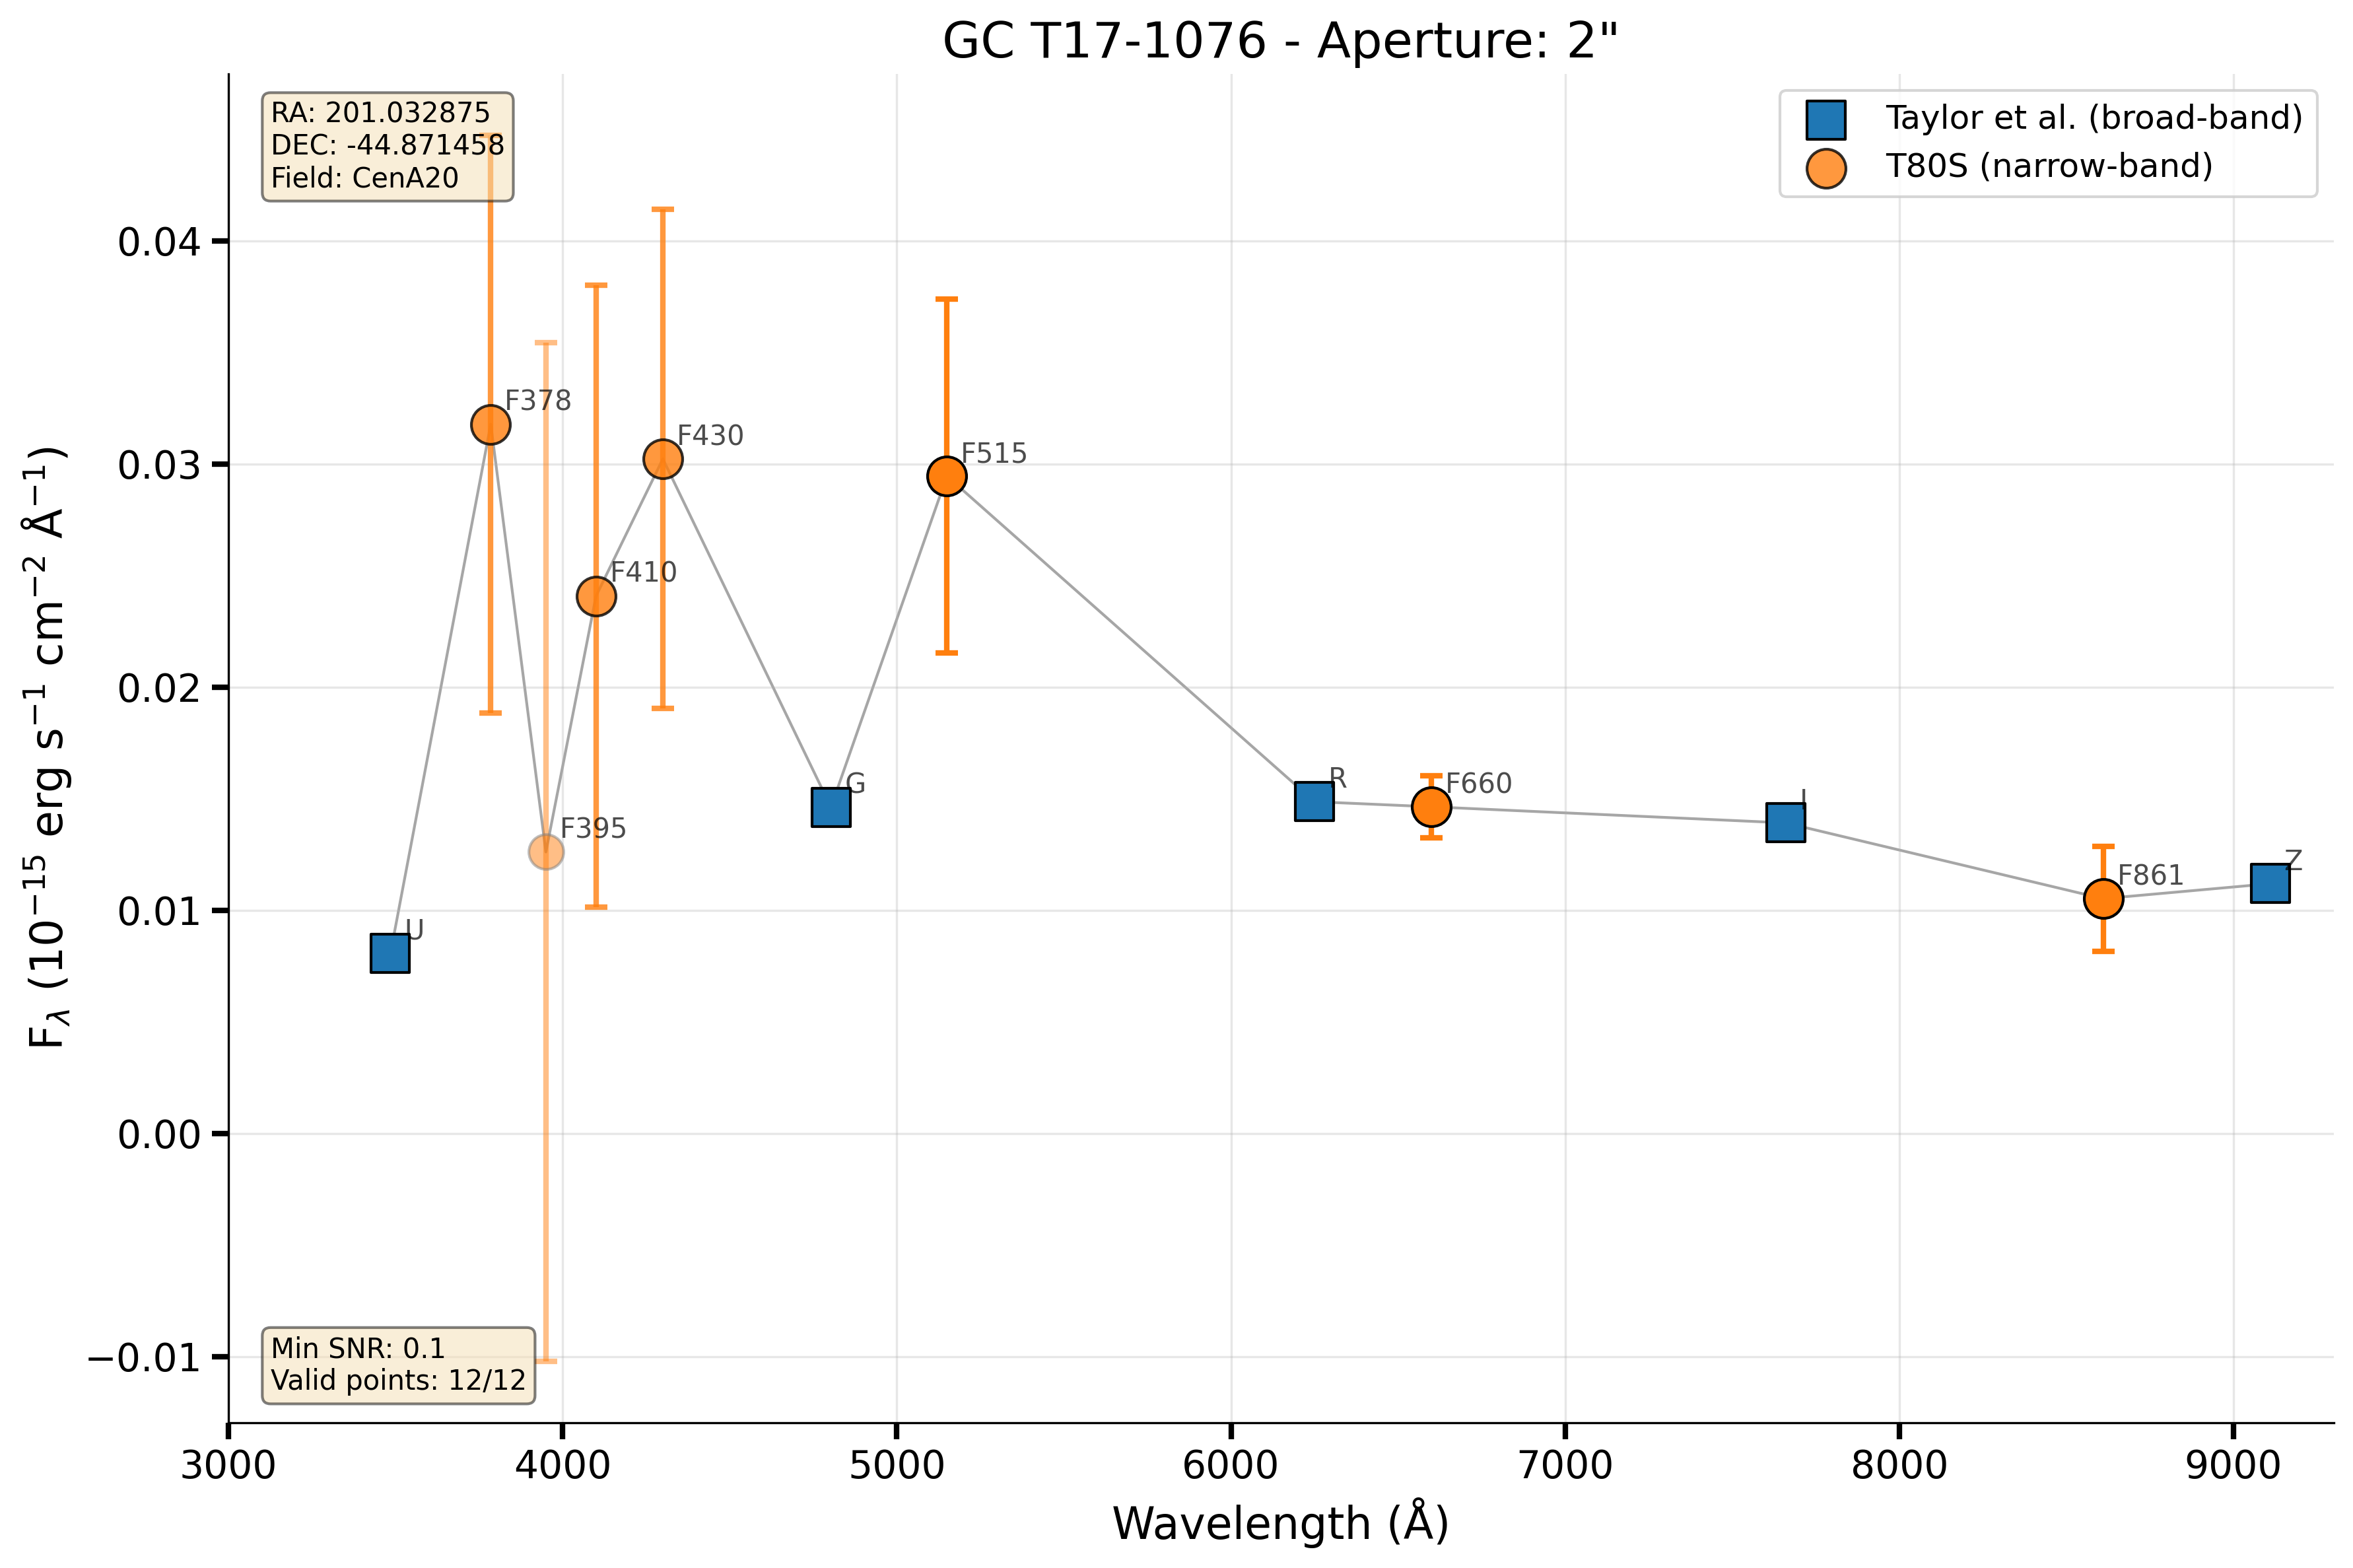 GC T17-1076 - Aperture: 2"
RA: 201.032875
DEC: -44.871458
Field: CenA20
Taylor et al. (broad-band)
T80S (narrow-band)
F378
F430
F515
F410
F395
G
R
F660
I
F861
Z
U
Min SNR: 0.1
Valid points: 12/12
0.04
0.03
0.02
0.01
0.00
−0.01
3000 4000 5000 6000 7000 8000 9000
Wavelength (Å)
F_λ (10⁻¹⁵ erg s⁻¹ cm⁻² Å⁻¹)